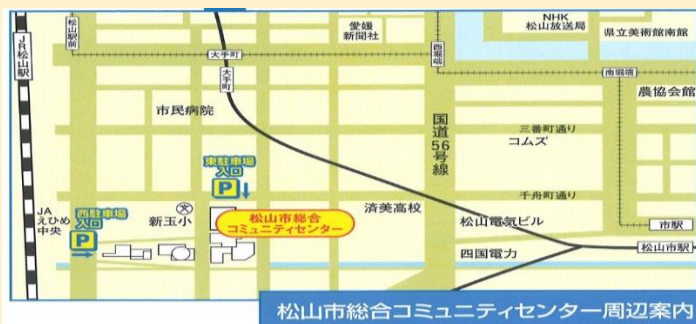 JR松山駅
松山
駅前
大手町
大手町
愛媛
新聞社
西堀端
NHK
松山放送局
県立美術館南館
南堀端
農協会館
市民病院
国道56号線
三番町通り
コムズ
東駐車場
入口
P
千舟町通り
JA
えひめ
中央
西駐車場
入口
P
文
新玉小
松山市総合
コミュニティセンター
済美高校
松山電気ビル
四国電力
市駅
松山市駅
松山市総合コミュニティセンター周辺案内